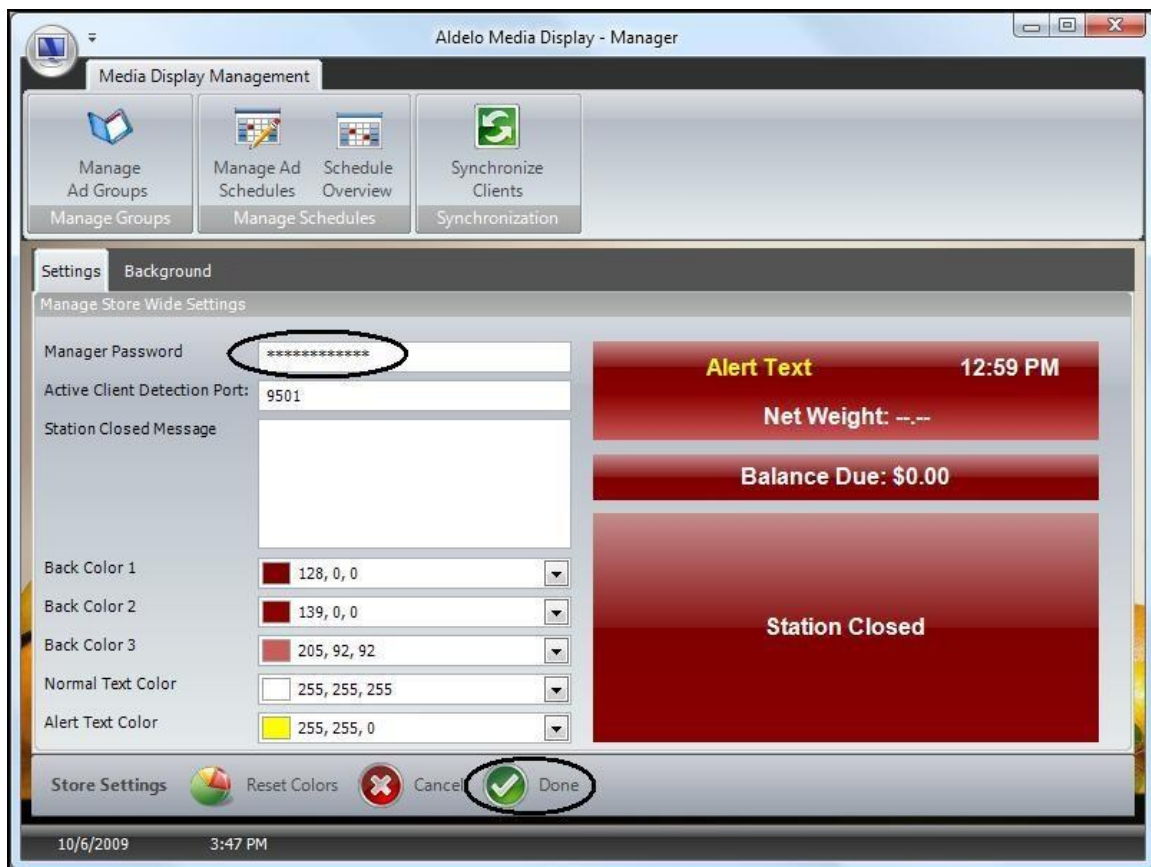 Aldelo Media Display - Manager
Media Display Management
Manage Ad Groups
Manage Ad Schedules
Schedule Overview
Synchronize Clients
Manage Groups
Manage Schedules
Synchronization
Settings Background
Manage Store Wide Settings
Manager Password ************
Active Client Detection Port: 9501
Station Closed Message
Back Color 1 128, 0, 0
Back Color 2 139, 0, 0
Back Color 3 205, 92, 92
Normal Text Color 255, 255, 255
Alert Text Color 255, 255, 0
Alert Text 12:59 PM
Net Weight: --.--
Balance Due: $0.00
Station Closed
Store Settings Reset Colors Cancel Done
10/6/2009 3:47 PM